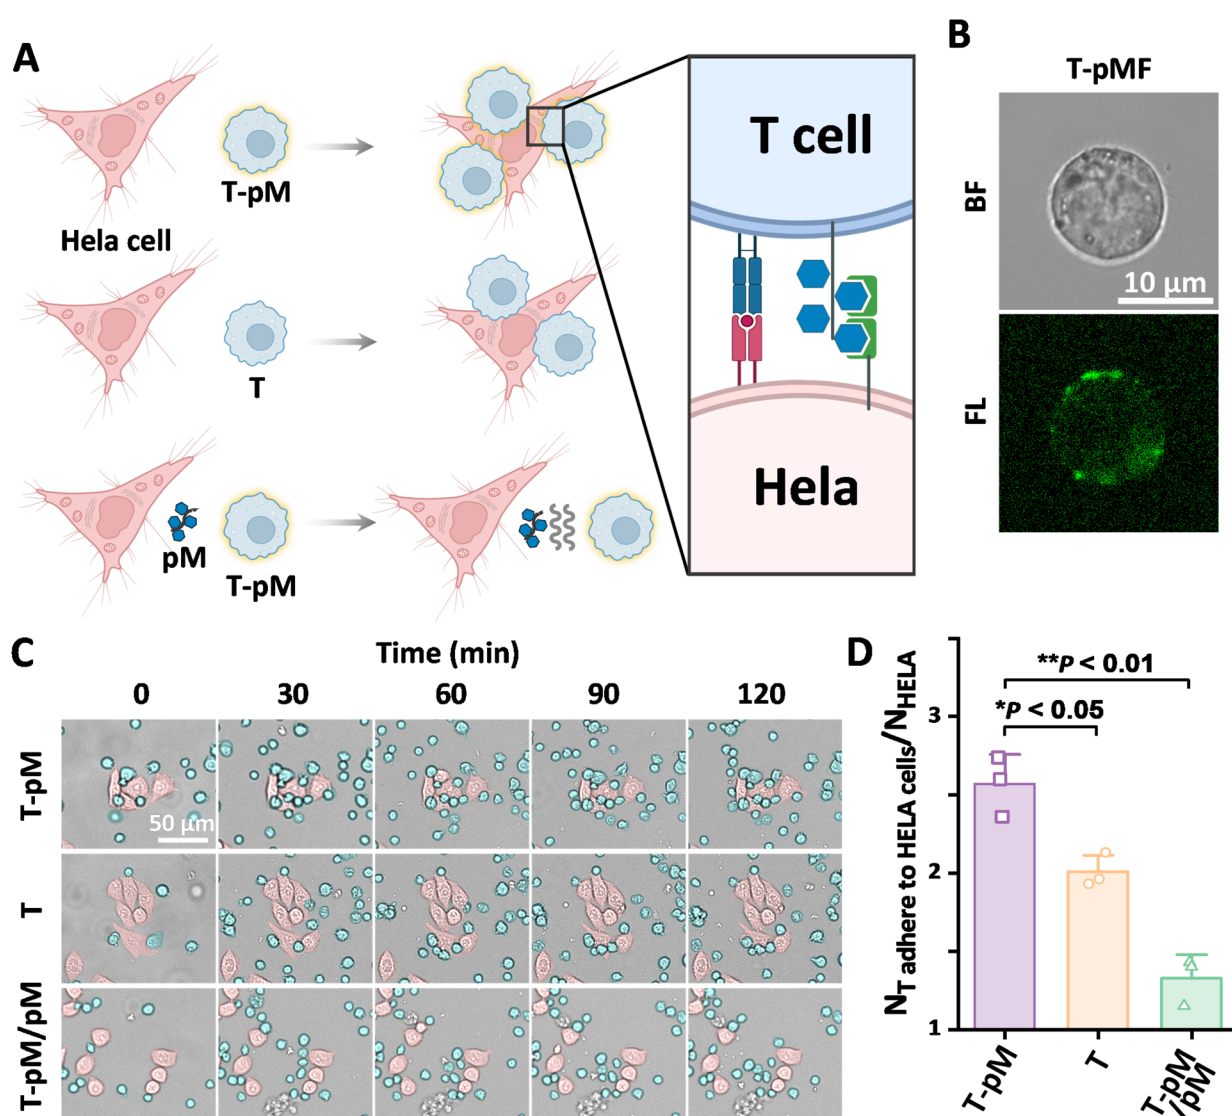 A
T-pM
Hela cell
T
pM
T-pM
T cell
Hela
B
T-pMF
BF
10 μm
FL
C
Time (min)
0 30 60 90 120
T-pM
50 μm
T
T-pM/pM
D
N_T adhere to HELA cells/N_HELA
**P < 0.01
*P < 0.05
3
2
1
T-pM
T
T-pM
/pM